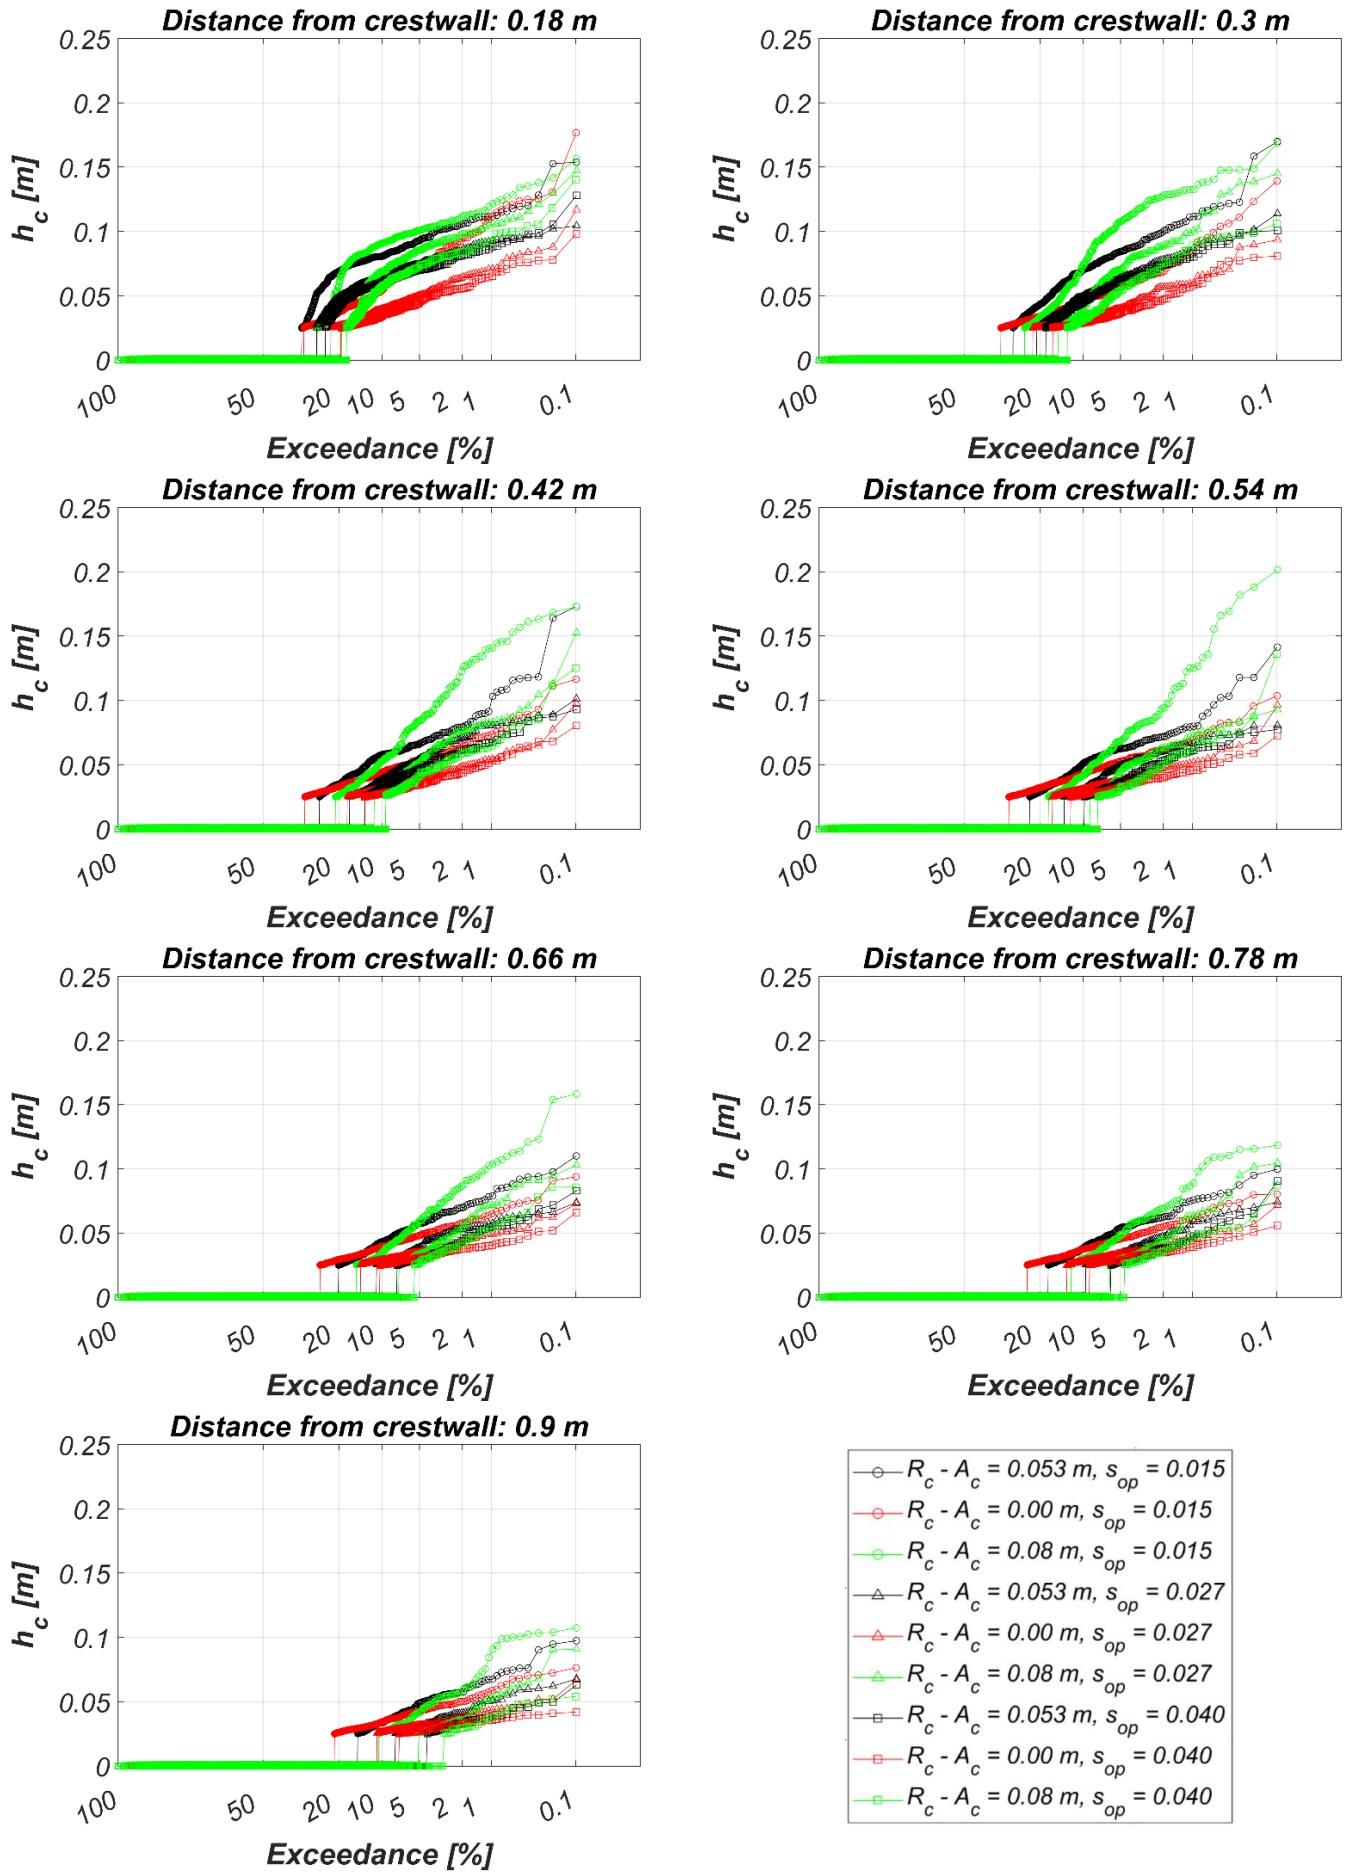 Distance from crestwall: 0.18 m
0.25
0.2
0.15
0.1
0.05
0
h_c [m]
100 50 20 10 5 2 1 0.1
Exceedance [%]
Distance from crestwall: 0.3 m
0.25
0.2
0.15
0.1
0.05
0
h_c [m]
100 50 20 10 5 2 1 0.1
Exceedance [%]
Distance from crestwall: 0.42 m
0.25
0.2
0.15
0.1
0.05
0
h_c [m]
100 50 20 10 5 2 1 0.1
Exceedance [%]
Distance from crestwall: 0.54 m
0.25
0.2
0.15
0.1
0.05
0
h_c [m]
100 50 20 10 5 2 1 0.1
Exceedance [%]
Distance from crestwall: 0.66 m
0.25
0.2
0.15
0.1
0.05
0
h_c [m]
100 50 20 10 5 2 1 0.1
Exceedance [%]
Distance from crestwall: 0.78 m
0.25
0.2
0.15
0.1
0.05
0
h_c [m]
100 50 20 10 5 2 1 0.1
Exceedance [%]
Distance from crestwall: 0.9 m
0.25
0.2
0.15
0.1
0.05
0
h_c [m]
100 50 20 10 5 2 1 0.1
Exceedance [%]
R_c - A_c = 0.053 m, s_op = 0.015
R_c - A_c = 0.00 m, s_op = 0.015
R_c - A_c = 0.08 m, s_op = 0.015
R_c - A_c = 0.053 m, s_op = 0.027
R_c - A_c = 0.00 m, s_op = 0.027
R_c - A_c = 0.08 m, s_op = 0.027
R_c - A_c = 0.053 m, s_op = 0.040
R_c - A_c = 0.00 m, s_op = 0.040
R_c - A_c = 0.08 m, s_op = 0.040